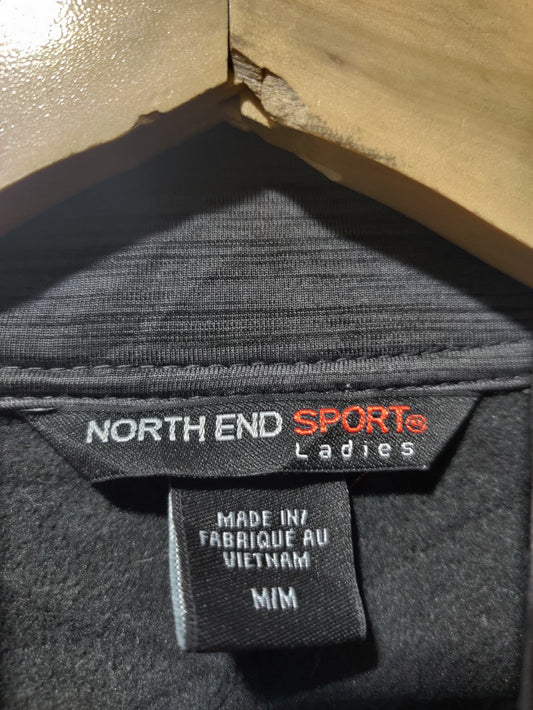 NORTH END SPORT®
Ladies
MADE IN/
FABRIQUÉ AU
VIETNAM
M/M